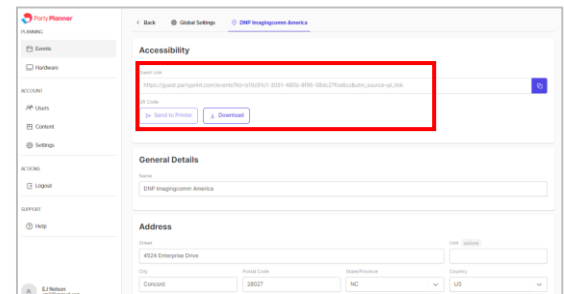 Party Planner
< Back Global Settings DNP Imagingcomm America
PLANNING
Events
Hardware
ACCOUNT
Users
Content
Settings
ACTIONS
Logout
SUPPORT
Help
EJ Nelson
Accessibility
Guest Link
QR Code
Send to Printer Download
General Details
Name
DNP Imagingcomm America
Address
Street Unit
4524 Enterprise Drive
City Postal Code State/Province Country
Concord 28027 NC US